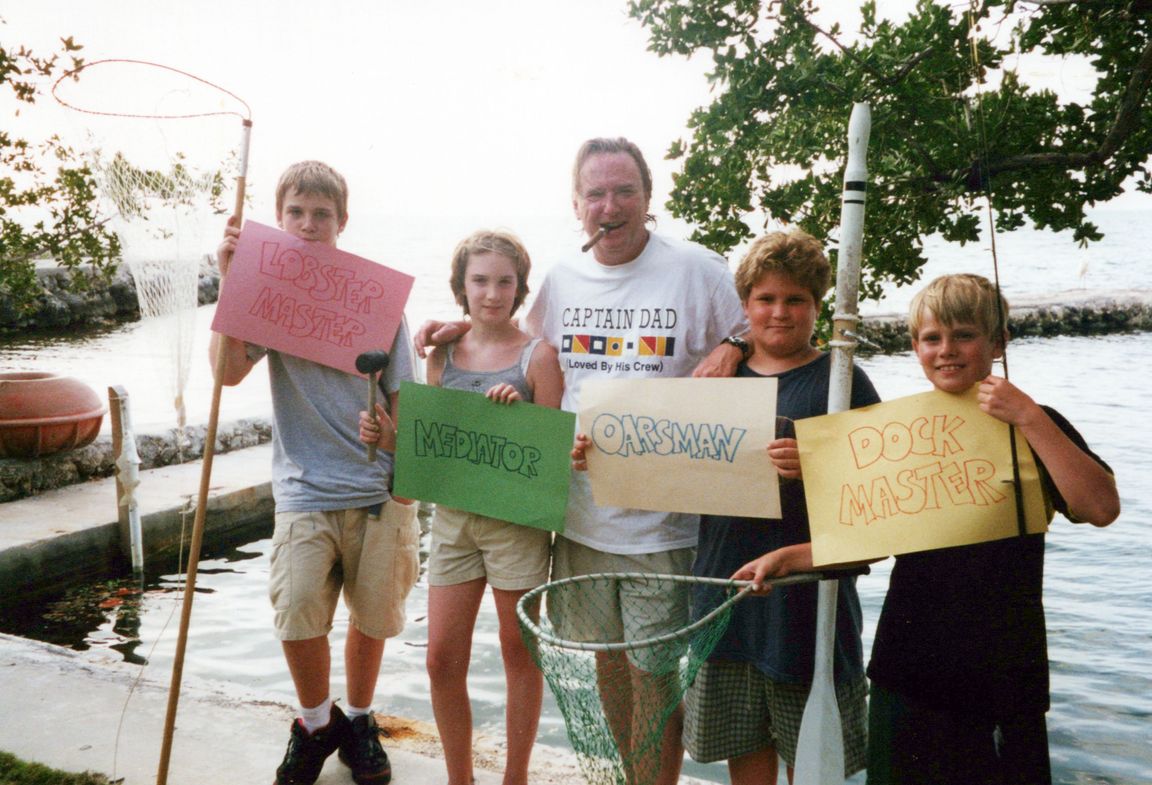 LOBSTER
MASTER
MEDIATOR
CAPTAIN DAD
(Loved By His Crew)
OARSMAN
DOCK
MASTER